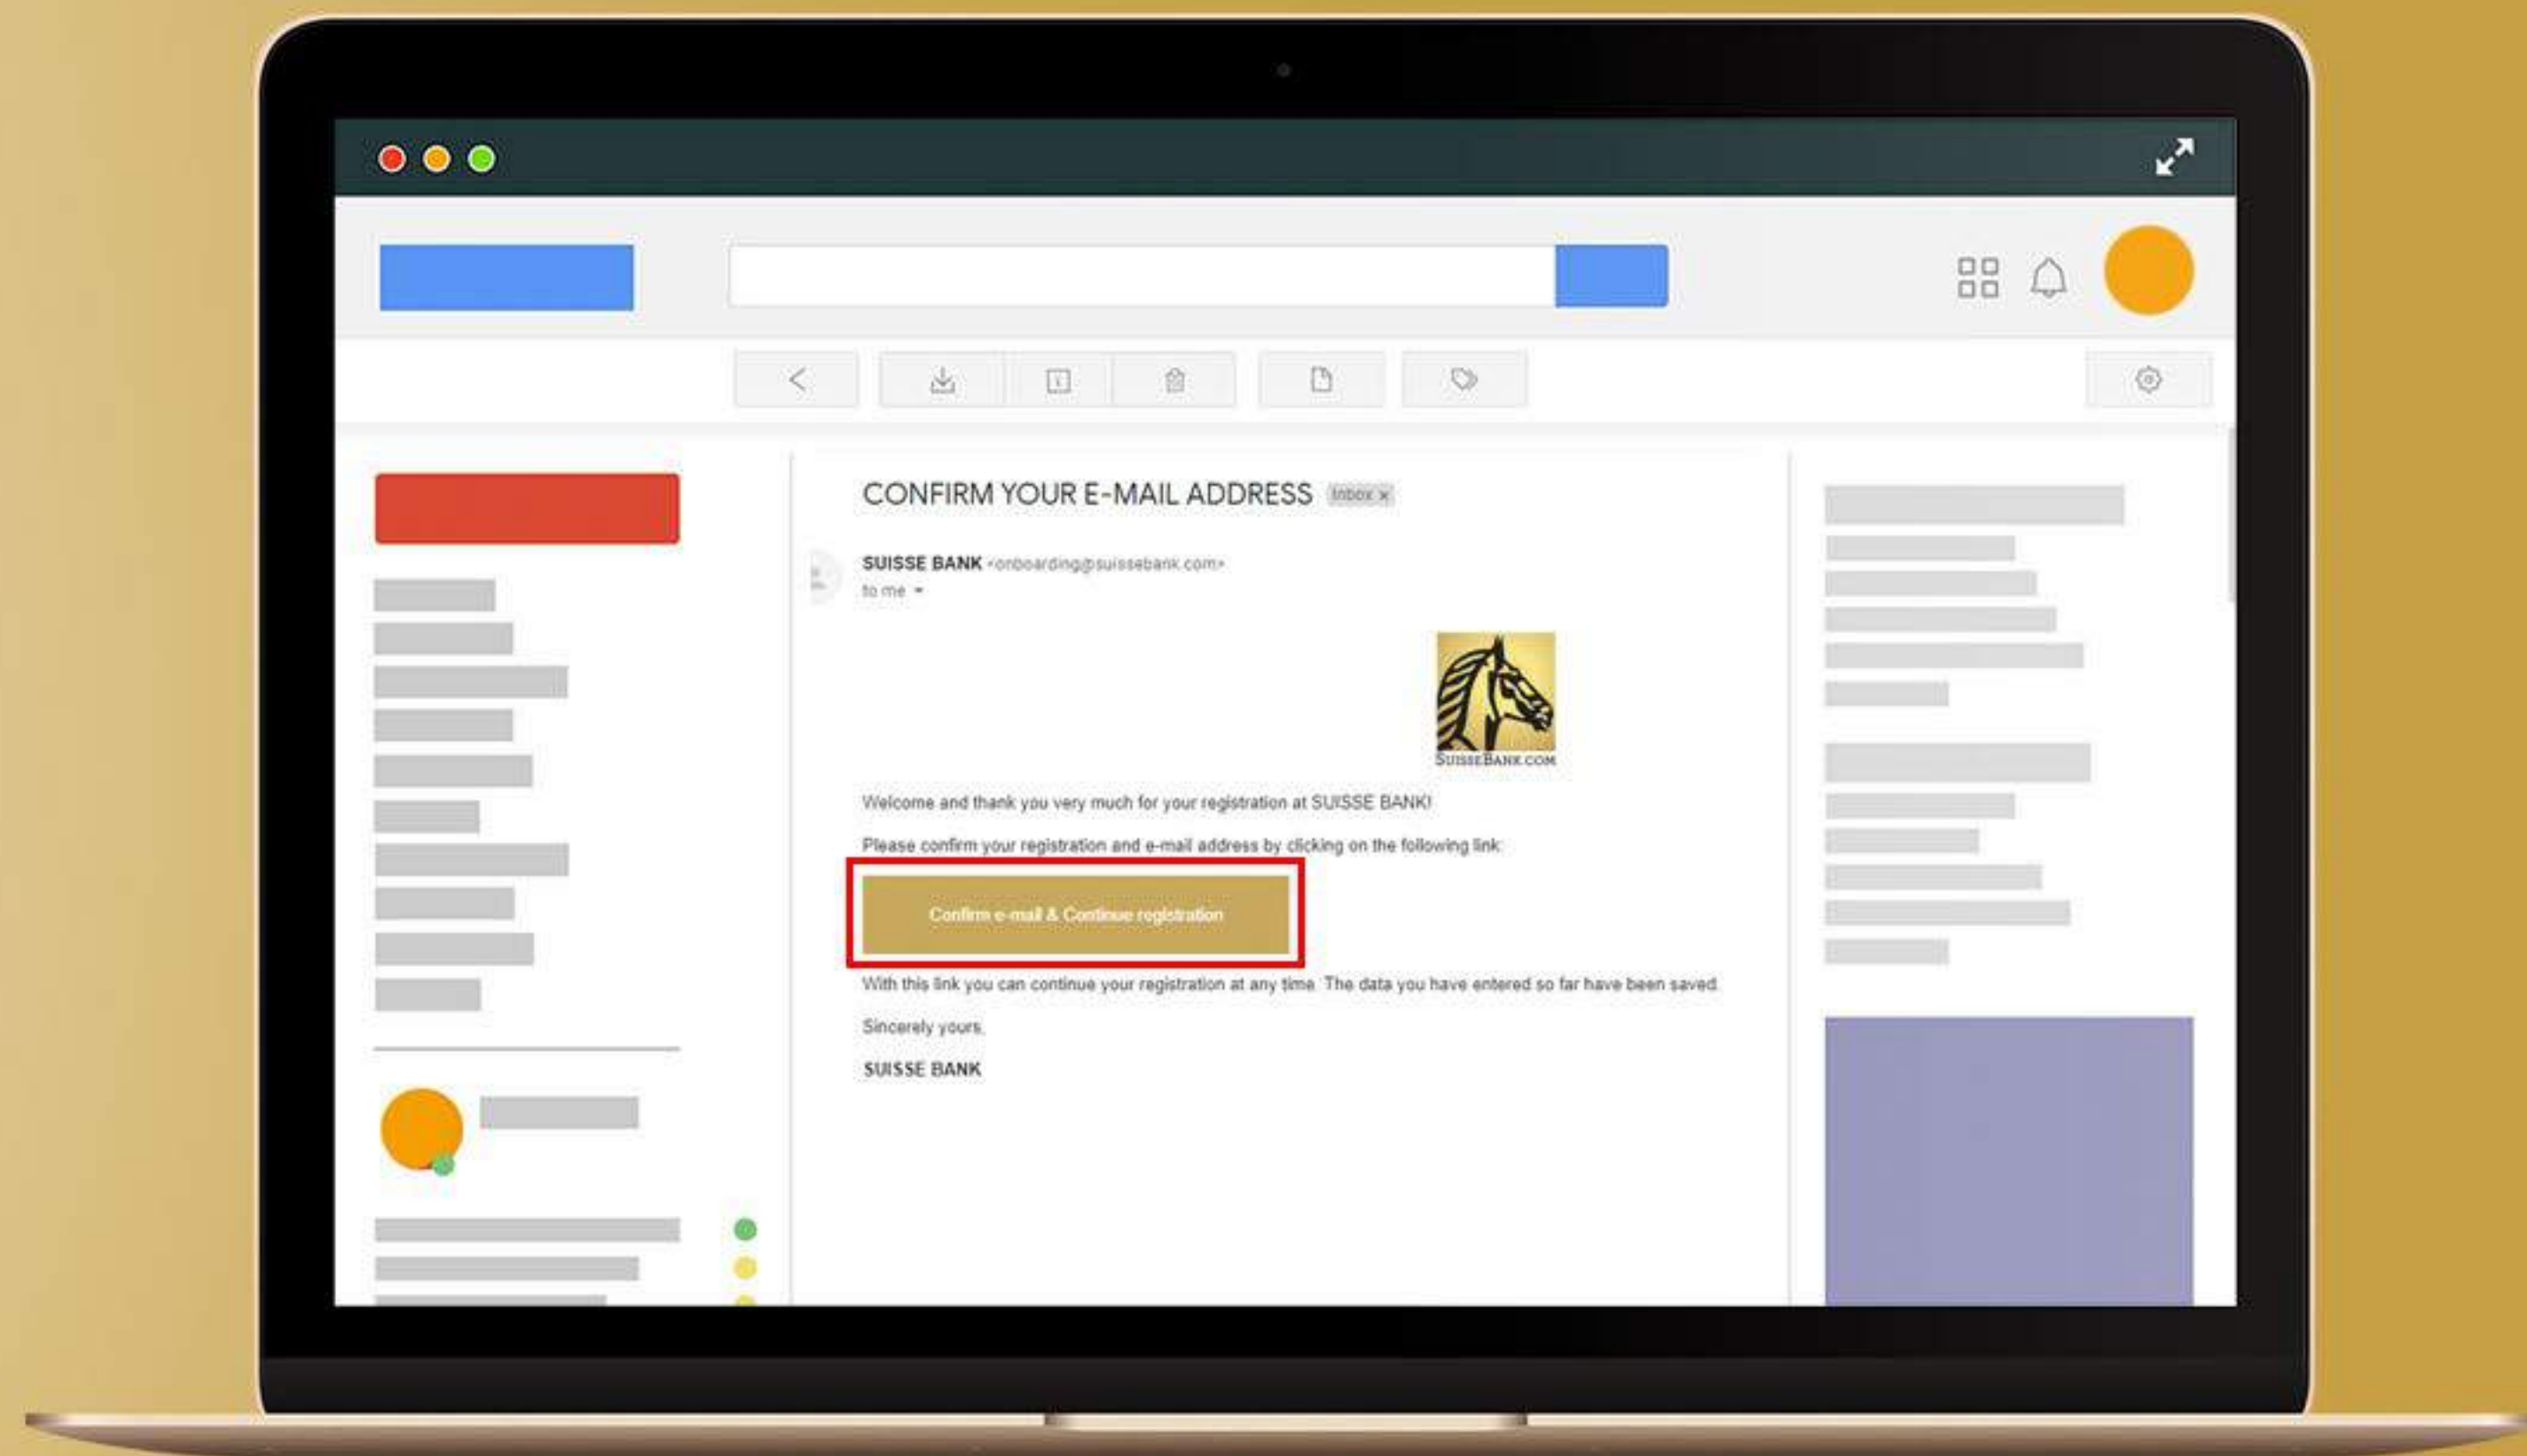 CONFIRM YOUR E-MAIL ADDRESS Inbox x
SUISSE BANK <onboarding@suissebank.com>
to me
SUISSEBANK.COM
Welcome and thank you very much for your registration at SUISSE BANK!
Please confirm your registration and e-mail address by clicking on the following link:
Confirm e-mail & Continue registration
With this link you can continue your registration at any time. The data you have entered so far have been saved.
Sincerely yours,
SUISSE BANK